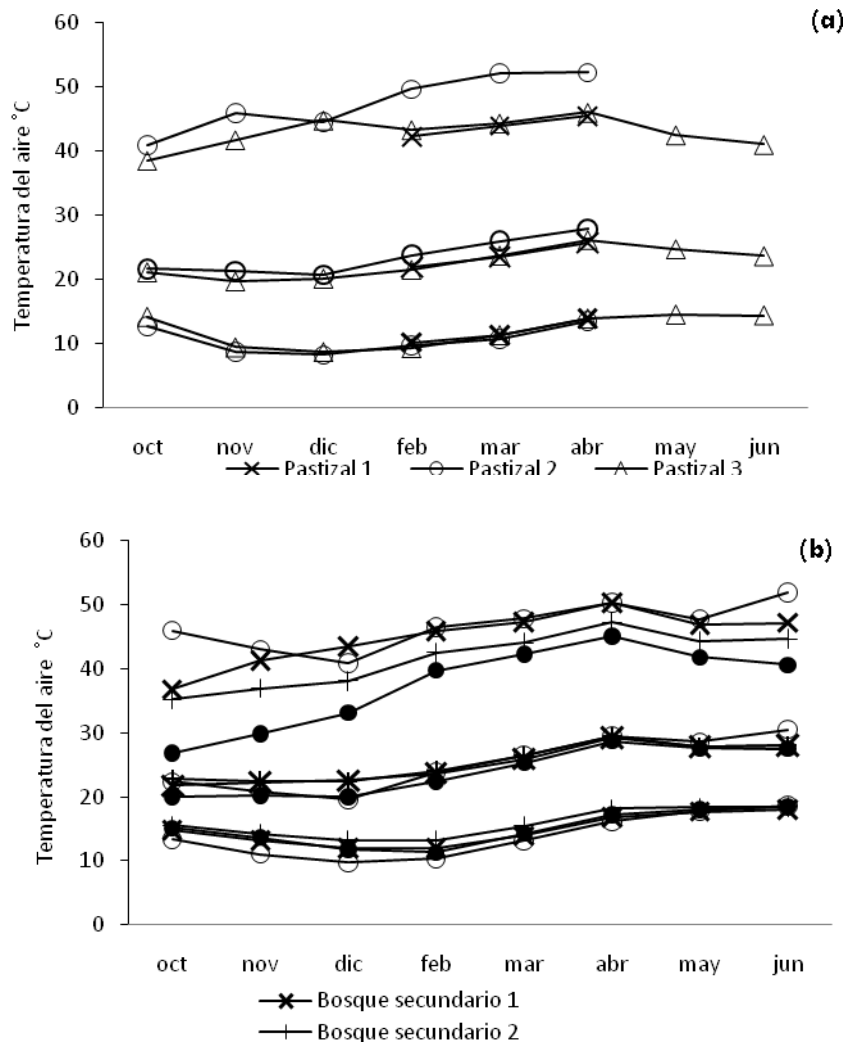 (a)
Temperatura del aire °C
60
50
40
30
20
10
0
oct nov dic feb mar abr may jun
Pastizal 1 Pastizal 2 Pastizal 3
(b)
Temperatura del aire °C
60
50
40
30
20
10
0
oct nov dic feb mar abr may jun
Bosque secundario 1
Bosque secundario 2